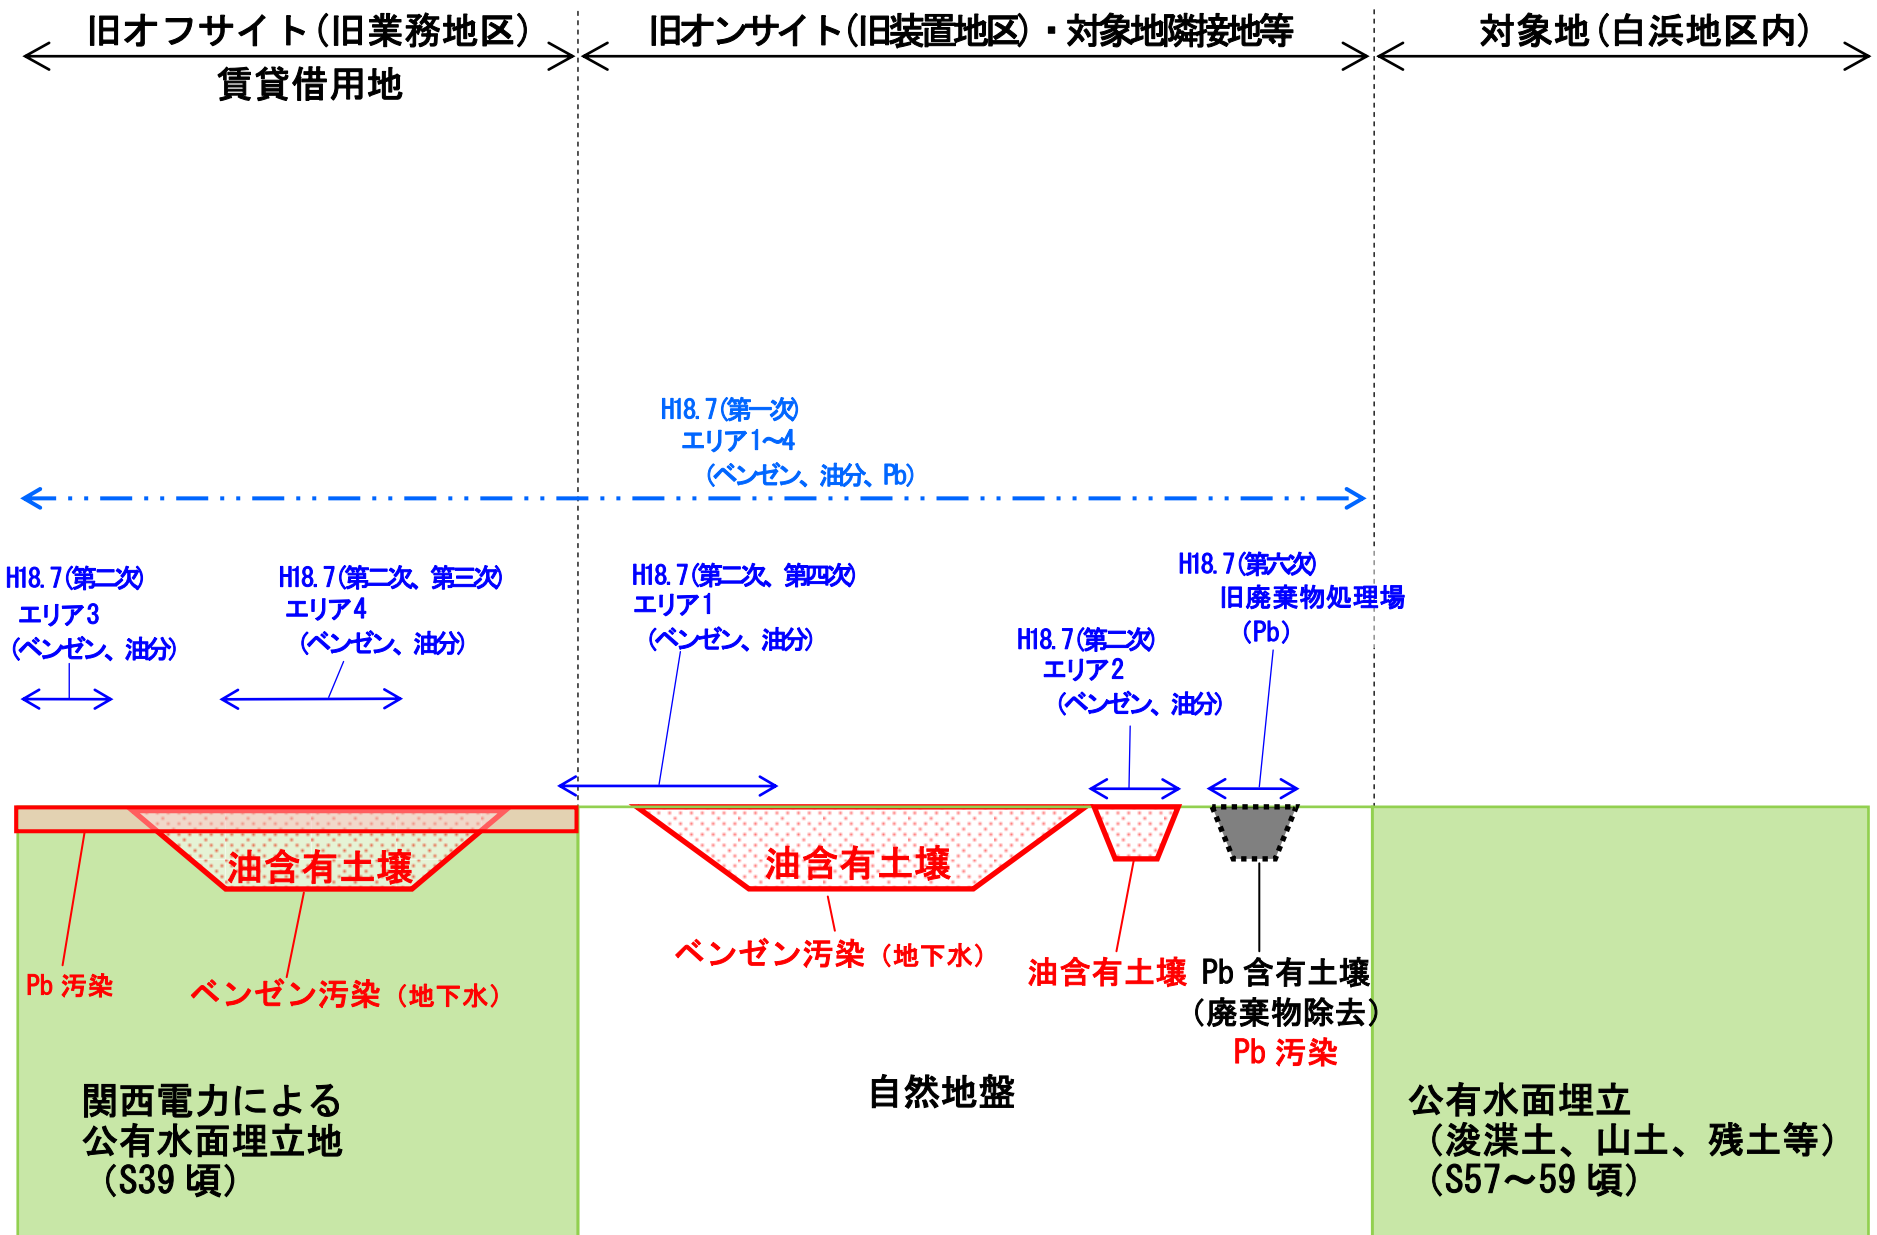 旧オフサイト(旧業務地区)
旧オンサイト(旧装置地区)・対象地隣接地等
対象地(白浜地区内)
賃貸借用地
H18.7(第一次)
エリア1～4
(ベンゼン、油分、Pb)
H18.7(第二次)
エリア3
(ベンゼン、油分)
H18.7(第二次、第三次)
エリア4
(ベンゼン、油分)
H18.7(第二次、第四次)
エリア1
(ベンゼン、油分)
H18.7(第二次)
エリア2
(ベンゼン、油分)
H18.7(第六次)
旧廃棄物処理場
(Pb)
油含有土壌
油含有土壌
Pb 汚染
ベンゼン汚染(地下水)
ベンゼン汚染(地下水)
油含有土壌
Pb 含有土壌
(廃棄物除去)
Pb 汚染
関西電力による
公有水面埋立地
(S39 頃)
自然地盤
公有水面埋立
(浚渫土、山土、残土等)
(S57～59 頃)